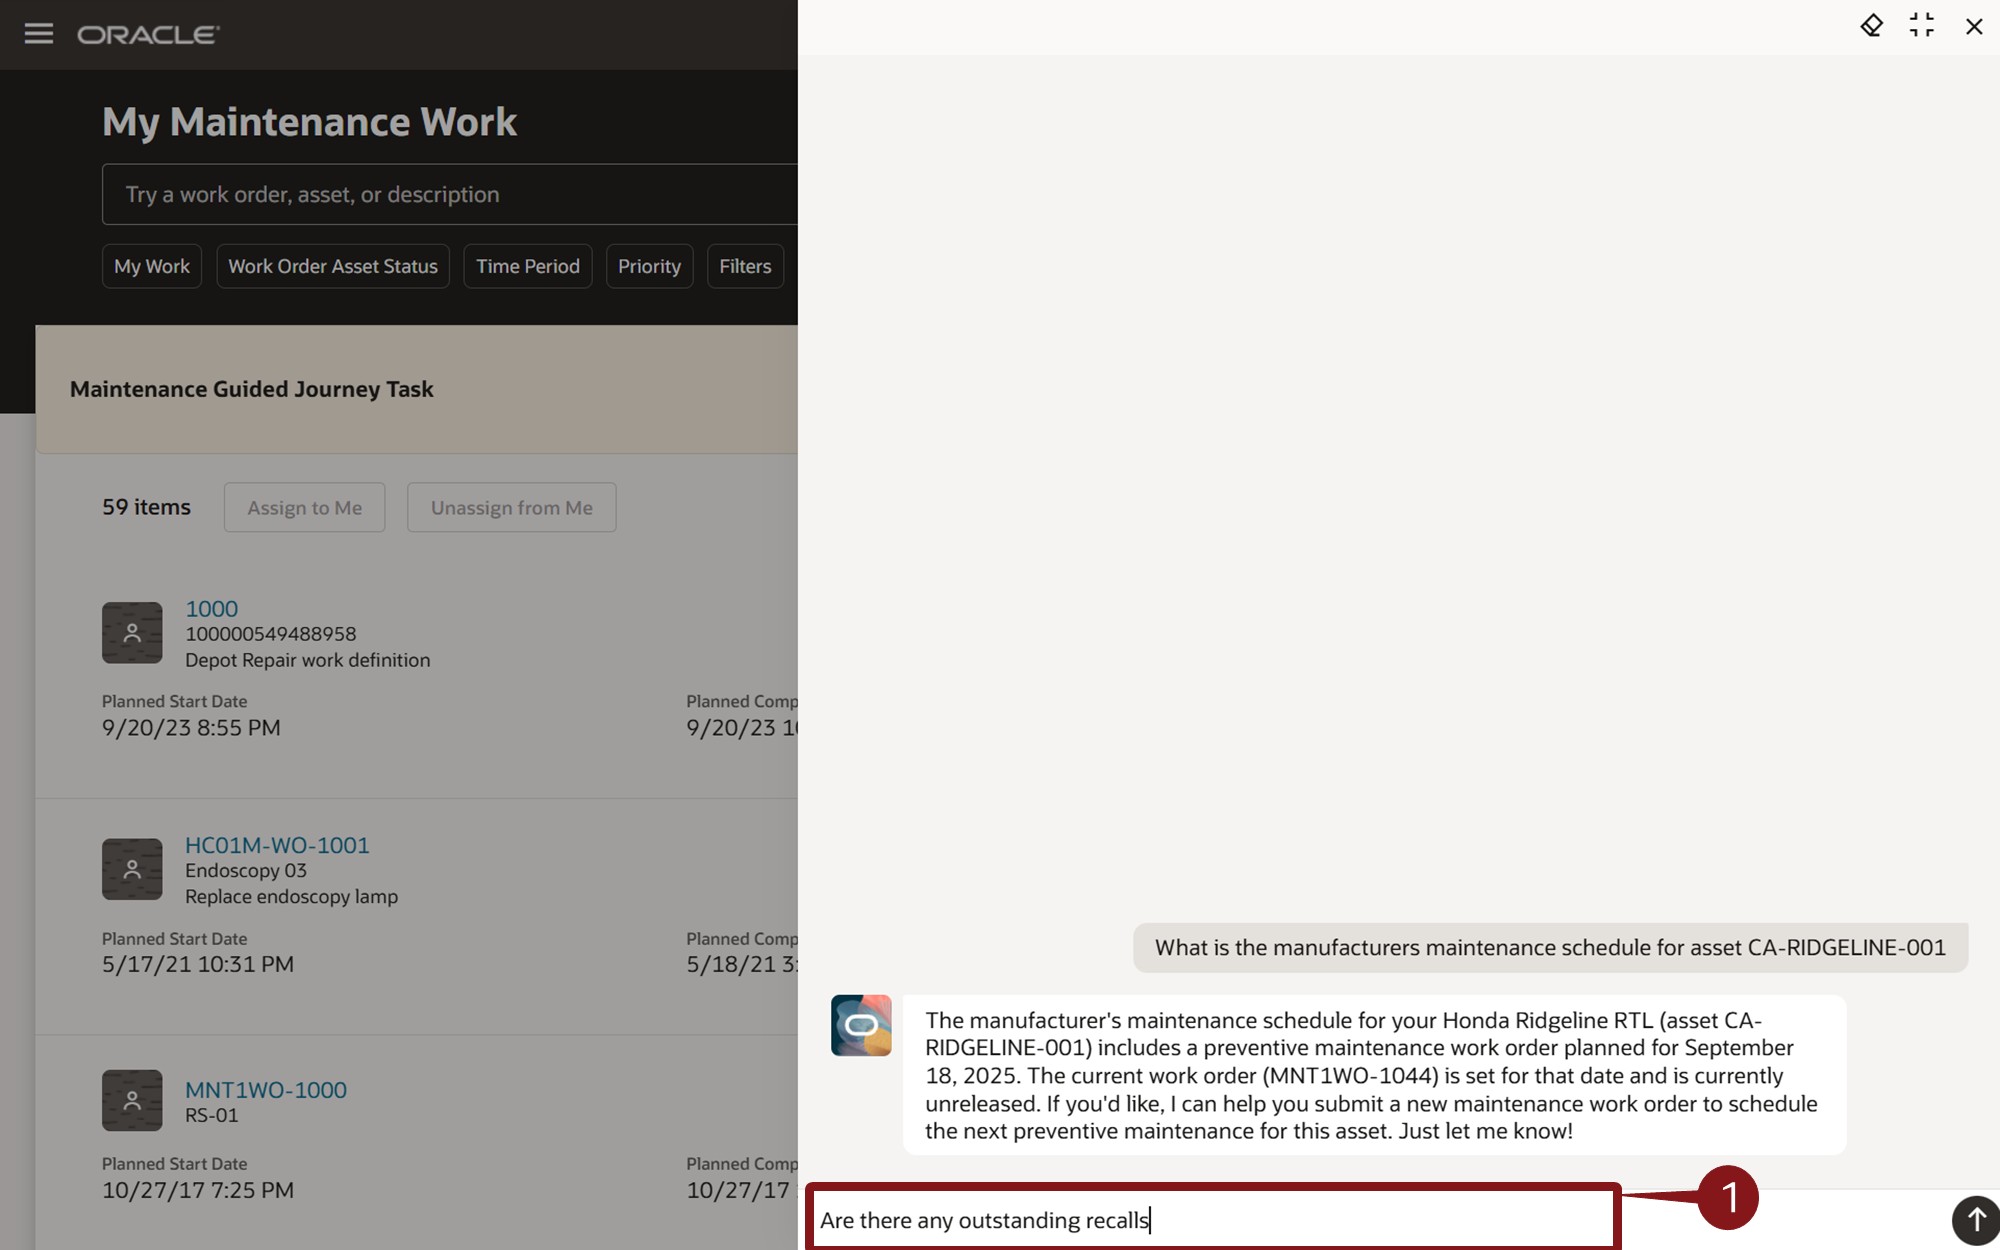 ORACLE
My Maintenance Work
Try a work order, asset, or description
My Work
Work Order Asset Status
Time Period
Priority
Filters
Maintenance Guided Journey Task
59 items
Assign to Me
Unassign from Me
1000
100000549488958
Depot Repair work definition
Planned Start Date
9/20/23 8:55 PM
Planned Comp
9/20/23 1
HC01M-WO-1001
Endoscopy 03
Replace endoscopy lamp
Planned Start Date
5/17/21 10:31 PM
Planned Comp
5/18/21 3:
MNT1WO-1000
RS-01
Planned Start Date
10/27/17 7:25 PM
Planned Comp
10/27/17
What is the manufacturers maintenance schedule for asset CA-RIDGELINE-001
The manufacturer's maintenance schedule for your Honda Ridgeline RTL (asset CA-
RIDGELINE-001) includes a preventive maintenance work order planned for September
18, 2025. The current work order (MNT1WO-1044) is set for that date and is currently
unreleased. If you'd like, I can help you submit a new maintenance work order to schedule
the next preventive maintenance for this asset. Just let me know!
Are there any outstanding recalls
1